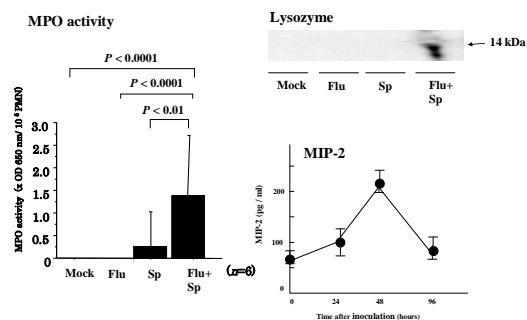 MPO activity
P < 0.0001
P < 0.0001
P < 0.01
MPO activity (x OD 650 nm/ 10⁸ PMN)
3.0
2.5
2.0
1.5
1.0
0.5
0
Mock
Flu
Sp
Flu+
Sp
(n=6)
Lysozyme
14 kDa
Mock
Flu
Sp
Flu+
Sp
MIP-2
MIP-2 (pg / ml)
200
100
0
0
24
48
96
Time after inoculation (hours)